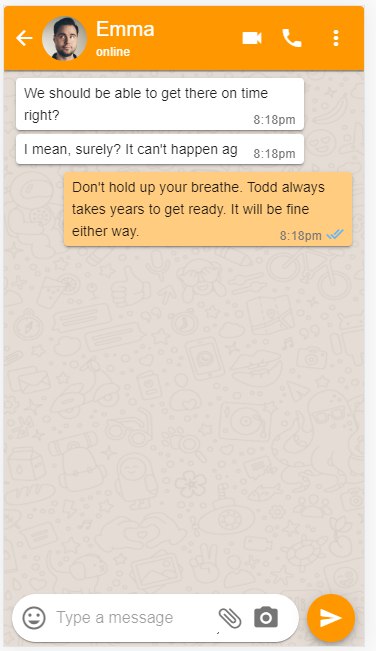 Emma
online
We should be able to get there on time
right?
8:18pm
I mean, surely? It can't happen ag
8:18pm
Don't hold up your breathe. Todd always
takes years to get ready. It will be fine
either way.
8:18pm
Type a message